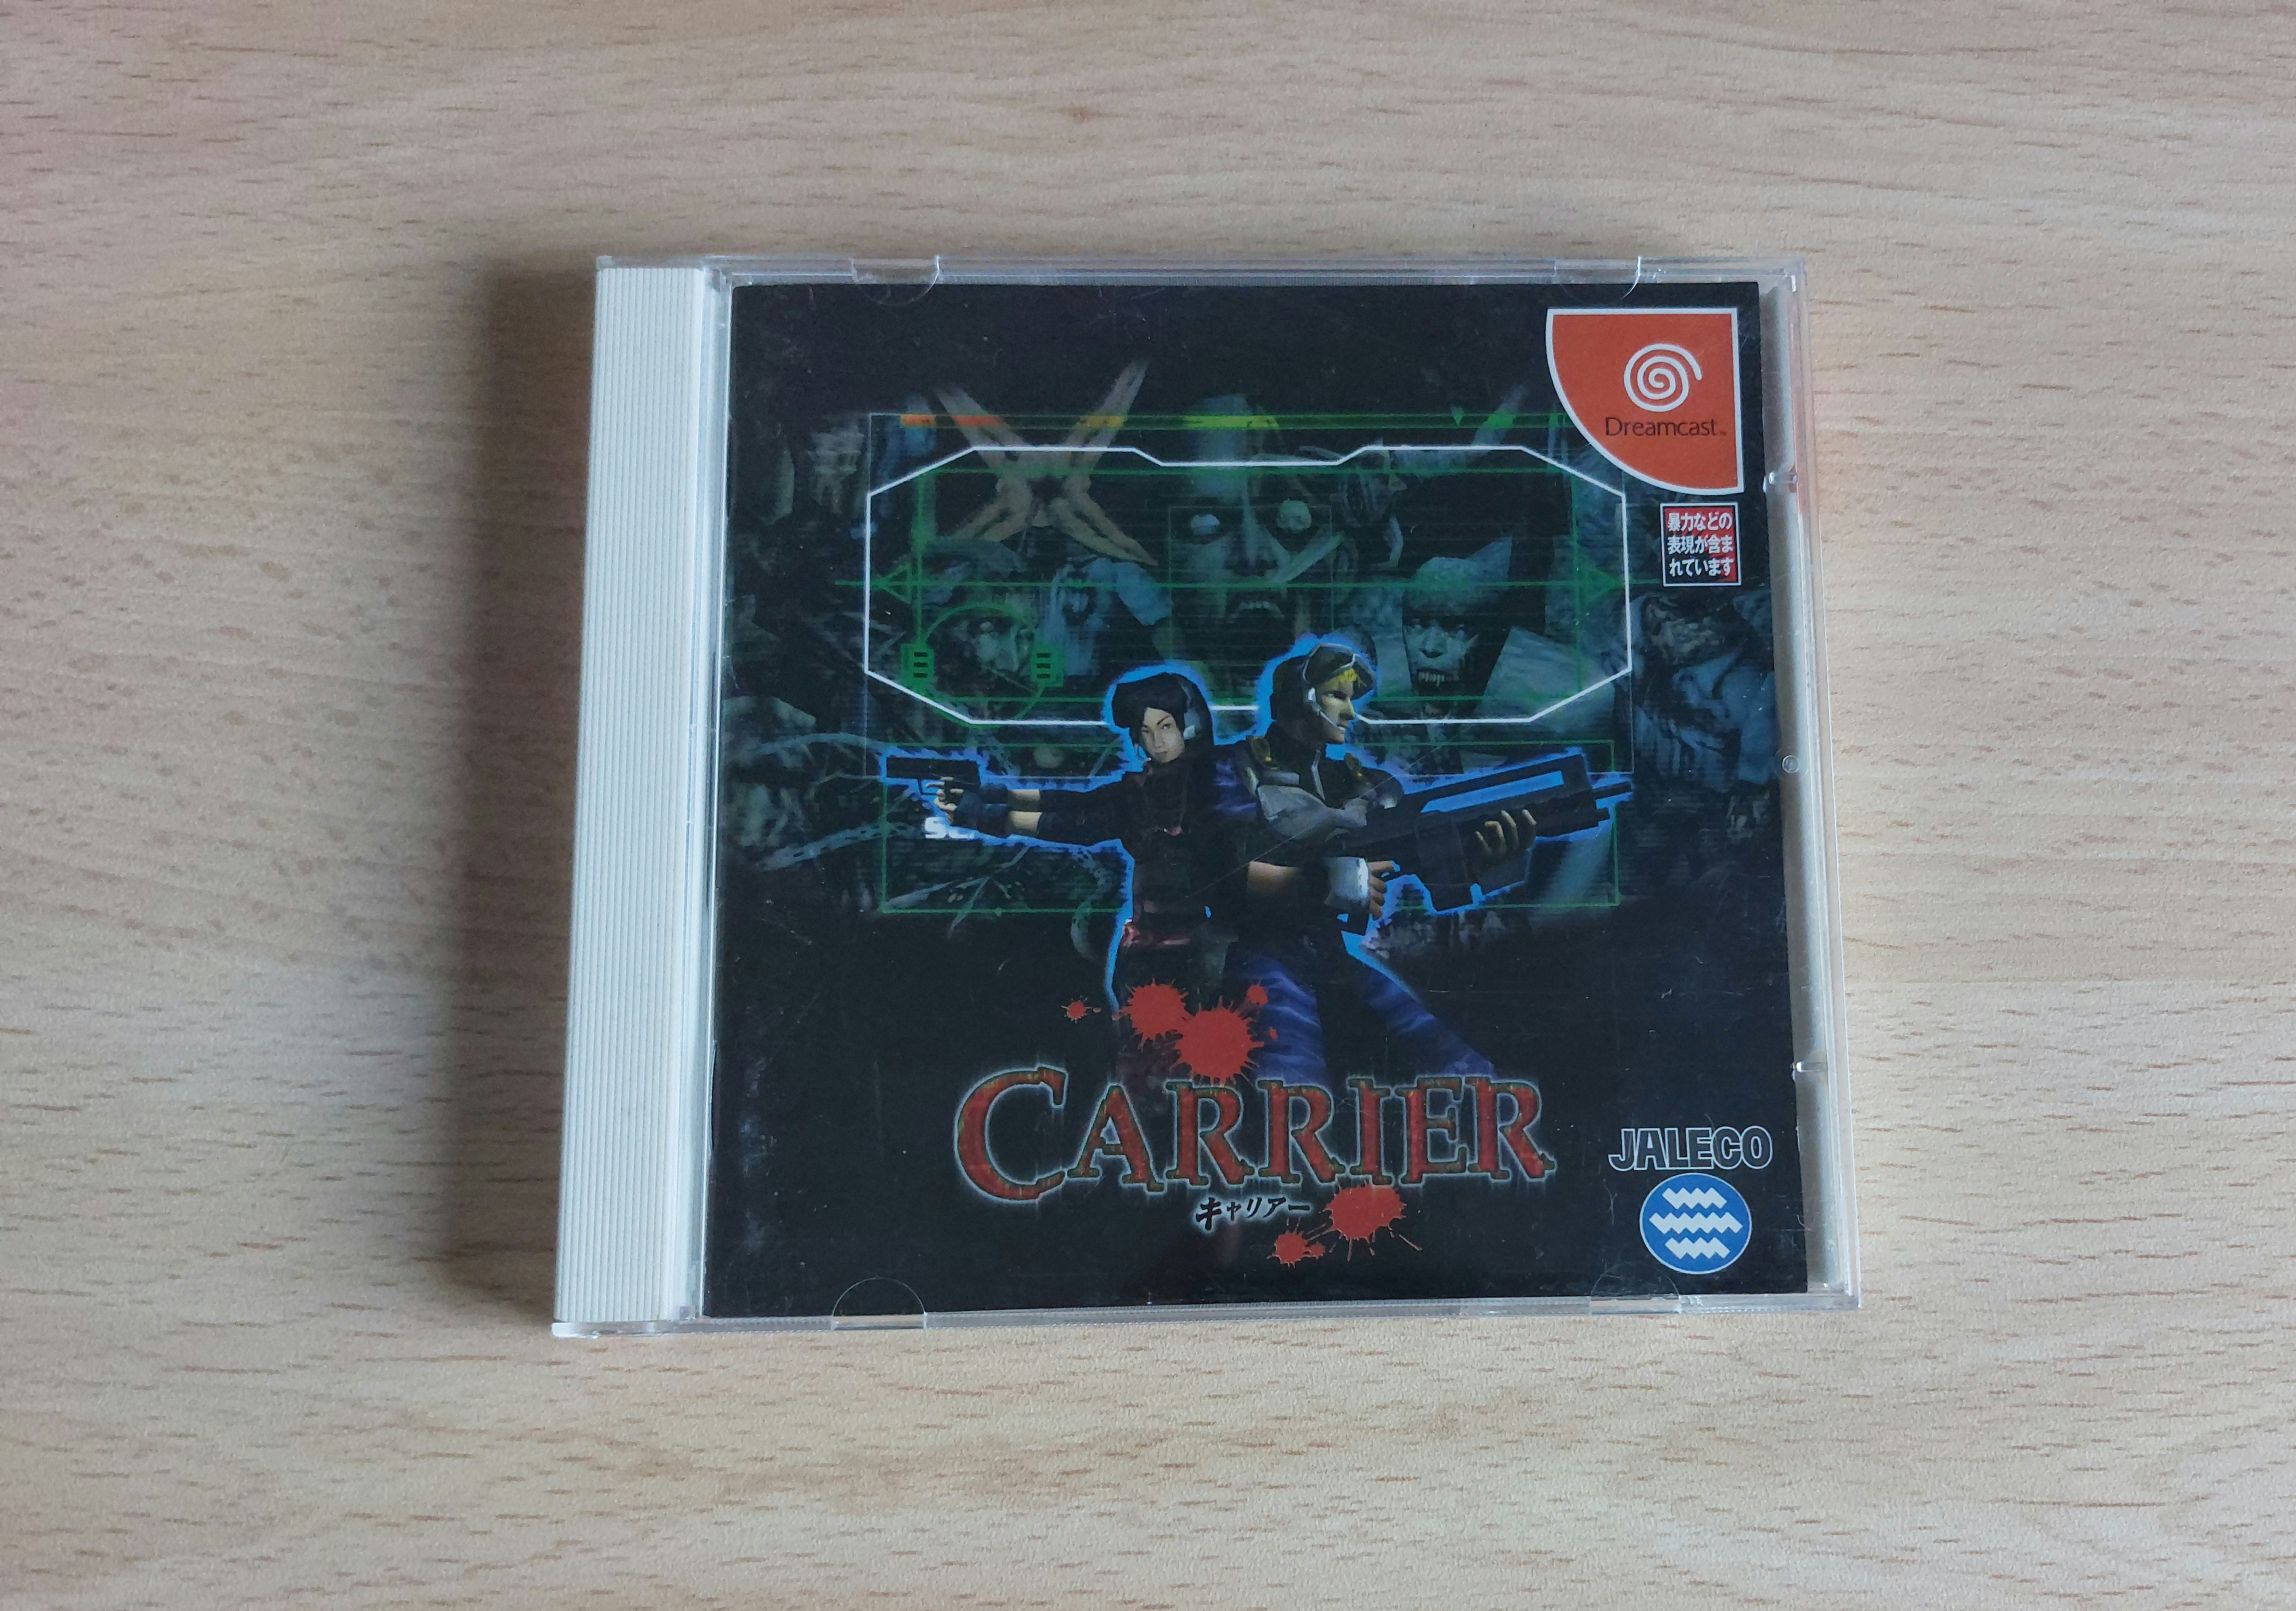 Dreamcast™
暴力などの
表現が含ま
れています
CARRIER
キャリアー
JALECO